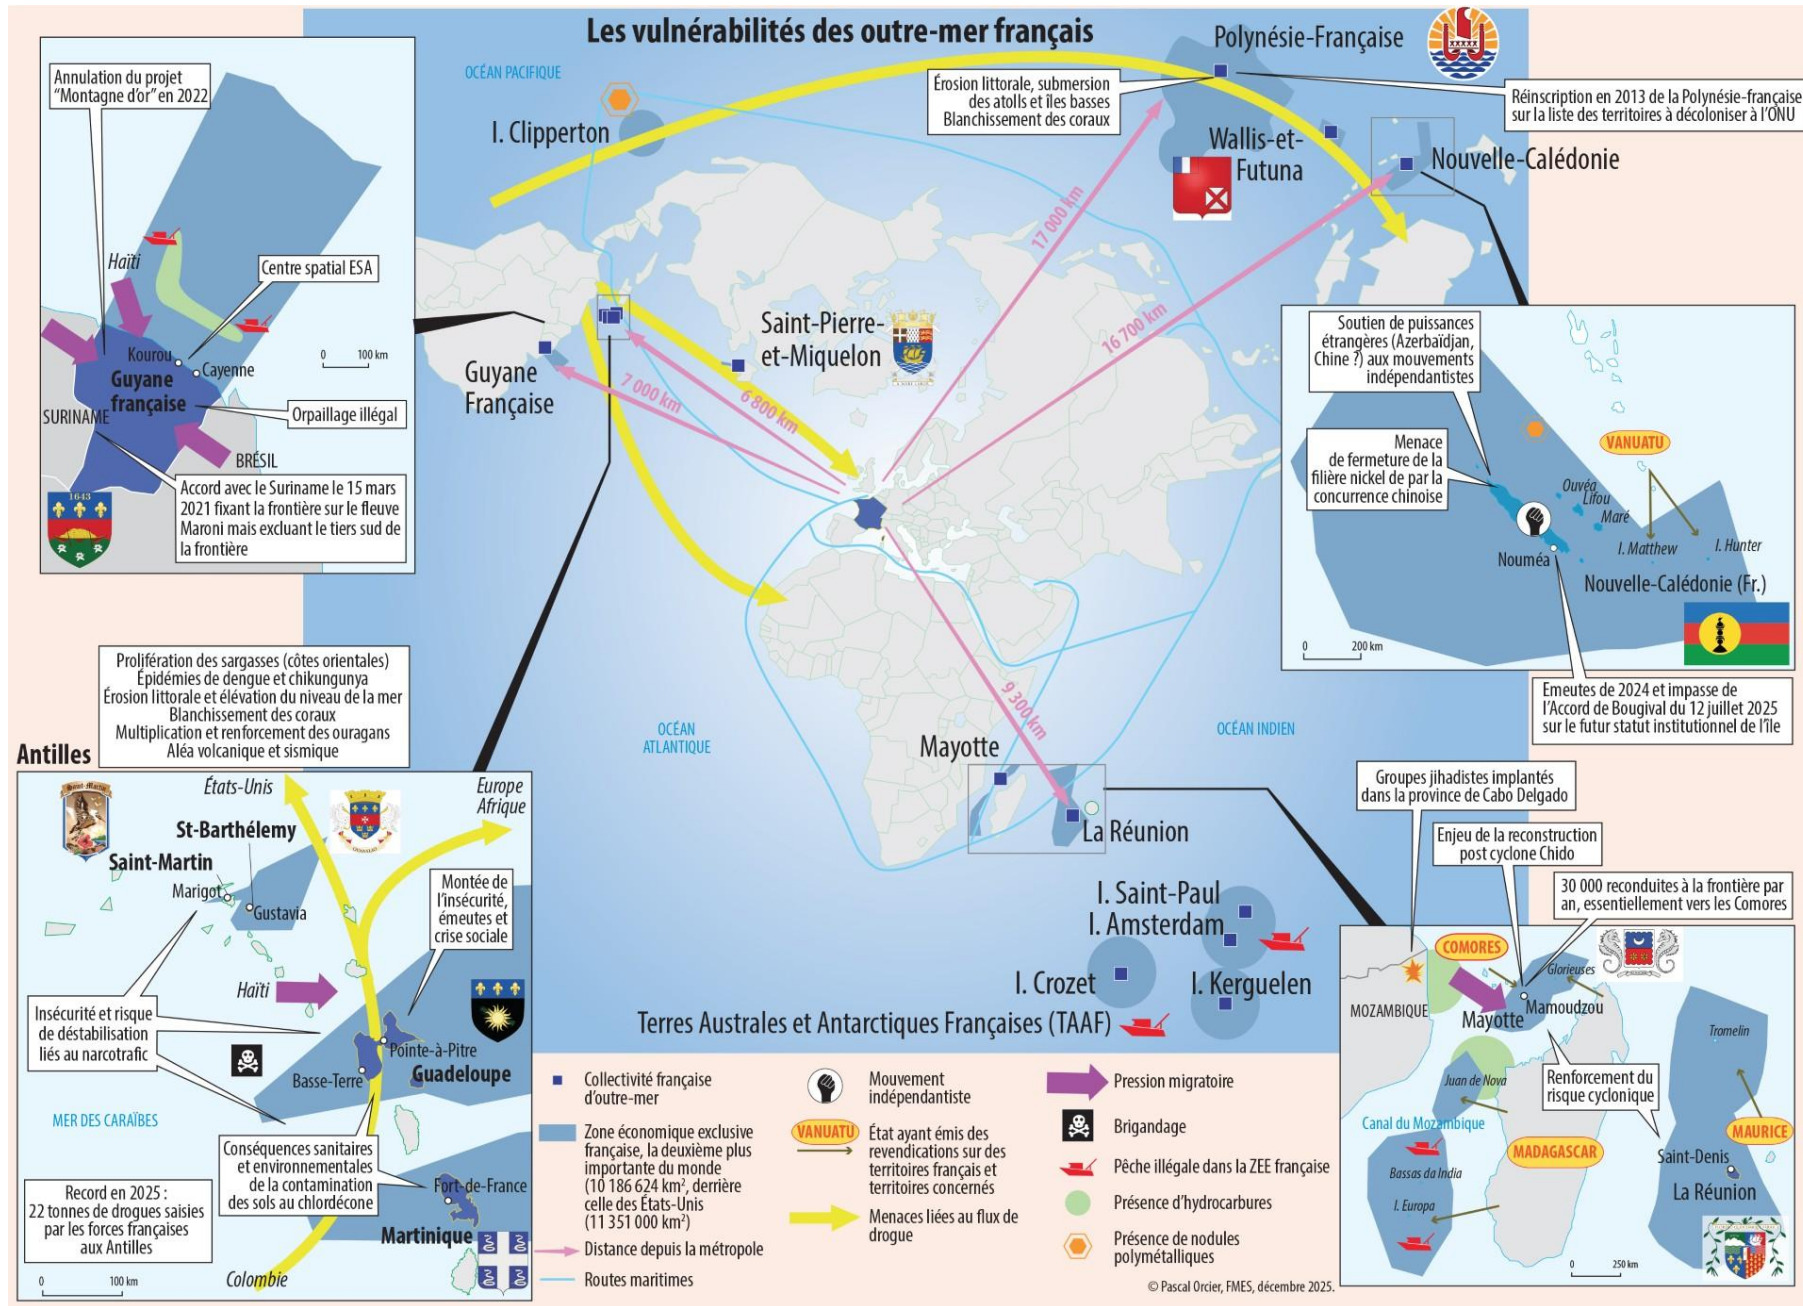 Les vulnérabilités des outre-mer français
Annulation du projet
"Montagne d'or" en 2022
Haïti
Centre spatial ESA
0 100 km
Kourou
Cayenne
Guyane
française
SURINAME
Orpaillage illégal
BRÉSIL
1643
Accord avec le Suriname le 15 mars
2021 fixant la frontière sur le fleuve
Maroni mais excluant le tiers sud de
la frontière
OCÉAN PACIFIQUE
I. Clipperton
Érosion littorale, submersion
des atolls et îles basses
Blanchissement des coraux
Polynésie-Française
Réinscription en 2013 de la Polynésie-française
sur la liste des territoires à décoloniser à l'ONU
Wallis-et-
Futuna
Nouvelle-Calédonie
17 000 km
16 700 km
Saint-Pierre-
et-Miquelon
Guyane
Française
7 000 km
6 800 km
9 300 km
OCÉAN
ATLANTIQUE
OCÉAN INDIEN
Mayotte
La Réunion
I. Saint-Paul
I. Amsterdam
I. Crozet
I. Kerguelen
Terres Australes et Antarctiques Françaises (TAAF)
Soutien de puissances
étrangères (Azerbaïdjan,
Chine ?) aux mouvements
indépendantistes
Menace
de fermeture de la
filière nickel de par la
concurrence chinoise
VANUATU
Ouvéa
Lifou
Maré
I. Matthew
I. Hunter
Nouméa
Nouvelle-Calédonie (Fr.)
0 200 km
Emeutes de 2024 et impasse de
l'Accord de Bougival du 12 juillet 2025
sur le futur statut institutionnel de l'île
Prolifération des sargasses (côtes orientales)
Épidémies de dengue et chikungunya
Érosion littorale et élévation du niveau de la mer
Blanchissement des coraux
Multiplication et renforcement des ouragans
Aléa volcanique et sismique
Antilles
Saint-Martin
États-Unis
Europe
Afrique
St-Barthélemy
Saint-Martin
Marigot
Gustavia
Montée de
l'insécurité,
émeutes et
crise sociale
Haïti
Insécurité et risque
de déstabilisation
liés au narcotrafic
Pointe-à-Pitre
Basse-Terre
Guadeloupe
MER DES CARAÏBES
Conséquences sanitaires
et environnementales
de la contamination
des sols au chlordécone
Record en 2025 :
22 tonnes de drogues saisies
par les forces françaises
aux Antilles
Fort-de-France
Martinique
0 100 km
Colombie
Groupes jihadistes implantés
dans la province de Cabo Delgado
Enjeu de la reconstruction
post cyclone Chido
30 000 reconduites à la frontière par
an, essentiellement vers les Comores
COMORES
Glorieuses
MOZAMBIQUE
Mayotte
Mamoudzou
Tromelin
Juan de Nova
Renforcement du
risque cyclonique
Canal du Mozambique
MAURICE
MADAGASCAR
Bassas da India
Saint-Denis
La Réunion
I. Europa
0 250 km
Collectivité française
d'outre-mer
Zone économique exclusive
française, la deuxième plus
importante du monde
(10 186 624 km², derrière
celle des États-Unis
(11 351 000 km²)
Distance depuis la métropole
Routes maritimes
Mouvement
indépendantiste
VANUATU
État ayant émis des
revendications sur des
territoires français et
territoires concernés
Menaces liées au flux de
drogue
Pression migratoire
Brigandage
Pêche illégale dans la ZEE française
Présence d'hydrocarbures
Présence de nodules
polymétalliques
© Pascal Orcier, FMES, décembre 2025.